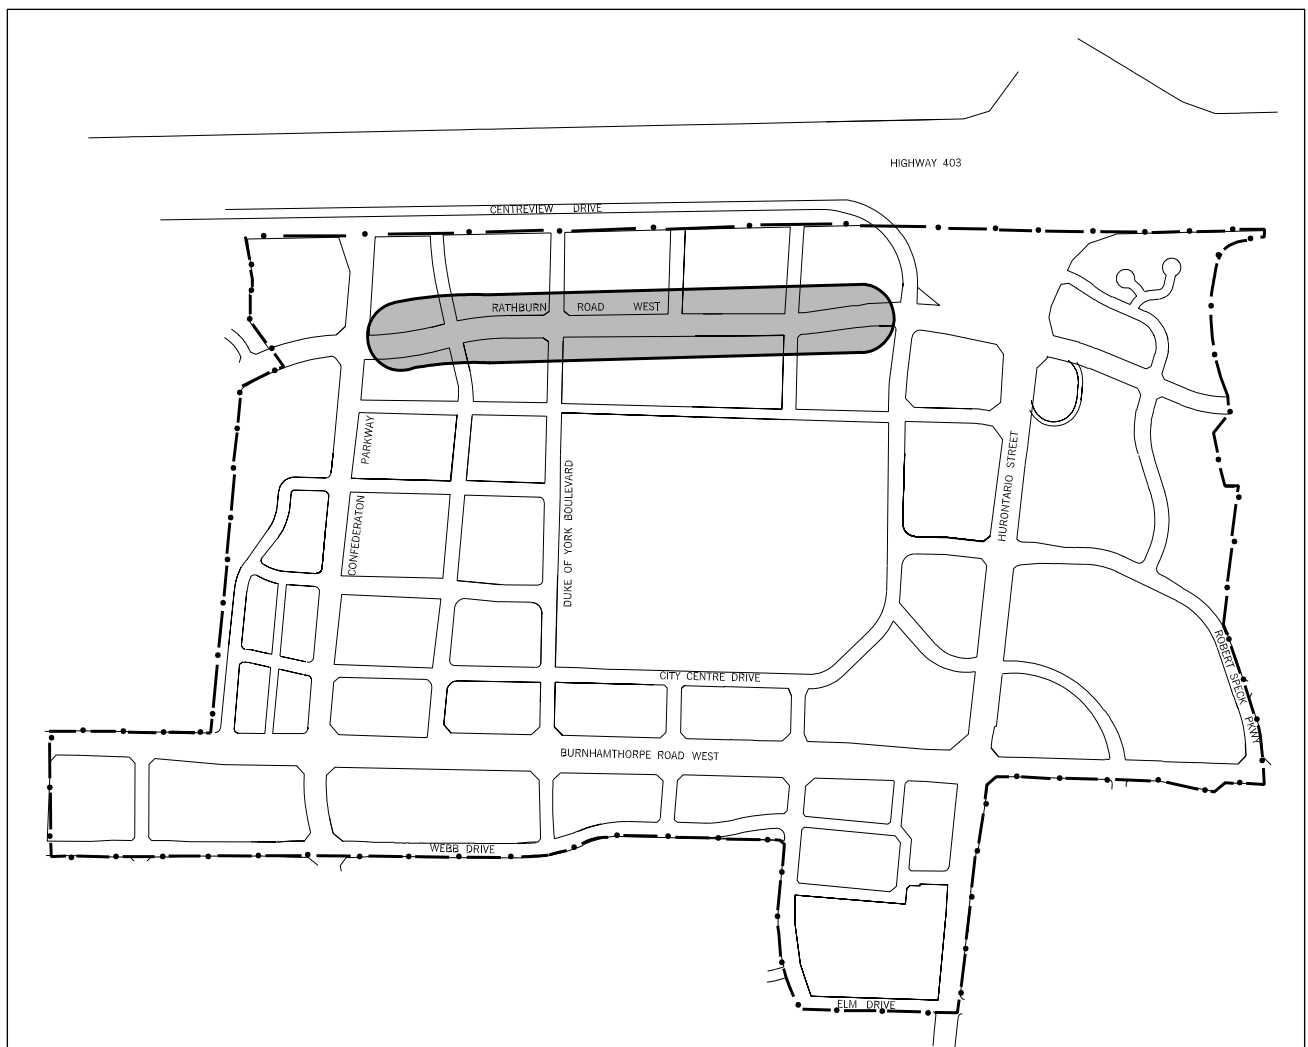 HIGHWAY 403
CENTREVIEW DRIVE
RATHBURN ROAD WEST
PARKWAY
CONFEDERATON
DUKE OF YORK BOULEVARD
HURONTARIO STREET
ROBERT SPECK PKWY
CITY CENTRE DRIVE
BURNHAMTHORPE ROAD WEST
WEBB DRIVE
ELM DRIVE